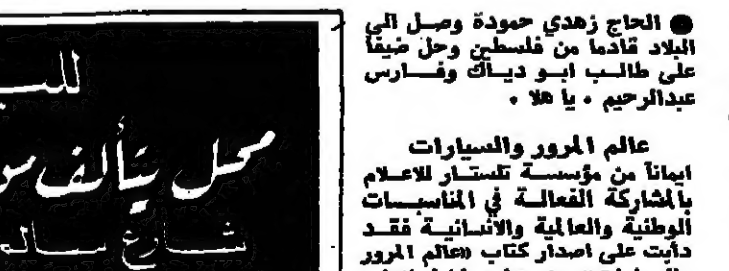 ● الحاج زهدي حمودة وصل الى
البلاد قادما من فلسطين وحل ضيفا
على طالب ابو دياك وفارس
عبدالرحيم ٠ يا هلا ٠
عالم المرور والسيارات
ايمانا من مؤسسة تلستار للاعلام
بالمشاركة الفعالة في المناسبات
الوطنية والعالمية والانسانية فقد
دأبت على اصدار كتاب «عالم المرور
محل يتألف
شارع